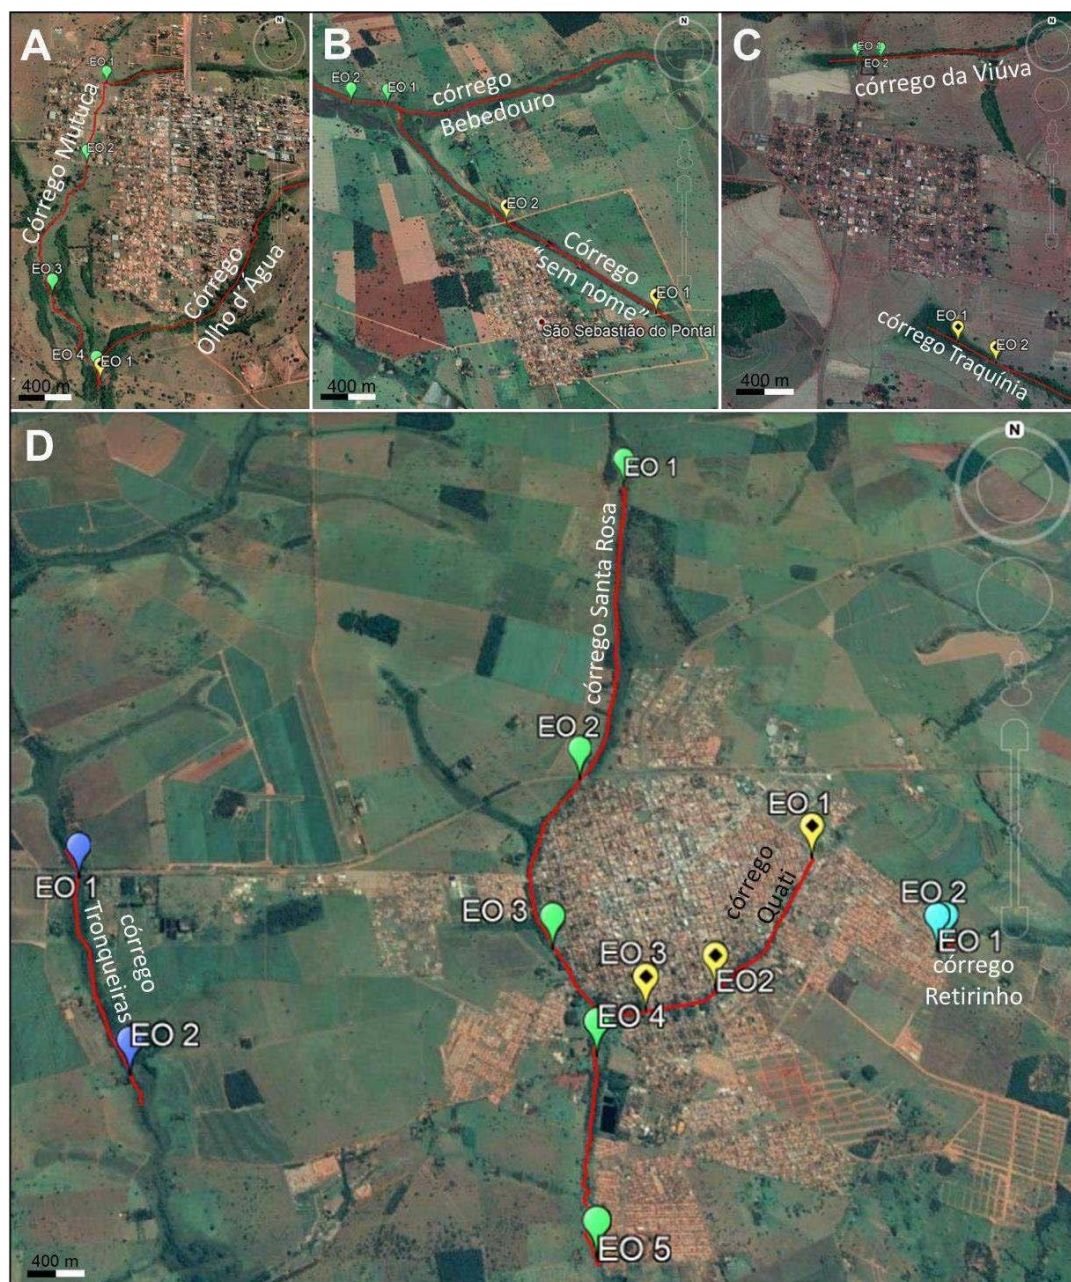 A
N
EO 1
Córrego Mutuca
EO 2
EO 3
Córrego
Olho d'Água
EO 4
EO 1
400 m
B
N
EO 2
EO 1
córrego
Bebedouro
EO 2
Córrego
"sem nome"
EO 1
São Sebastião do Pontal
400 m
C
N
EO 2
córrego da Viúva
EO 1
EO 2
córrego Traquínia
400 m
D
N
EO 1
córrego Santa Rosa
EO 2
EO 1
córrego
Quati
EO 1
córrego
Tronqueiras
EO 2
EO 3
EO 3
EO2
EO 2
EO 1
córrego
Retirinho
EO 4
EO 5
400 m